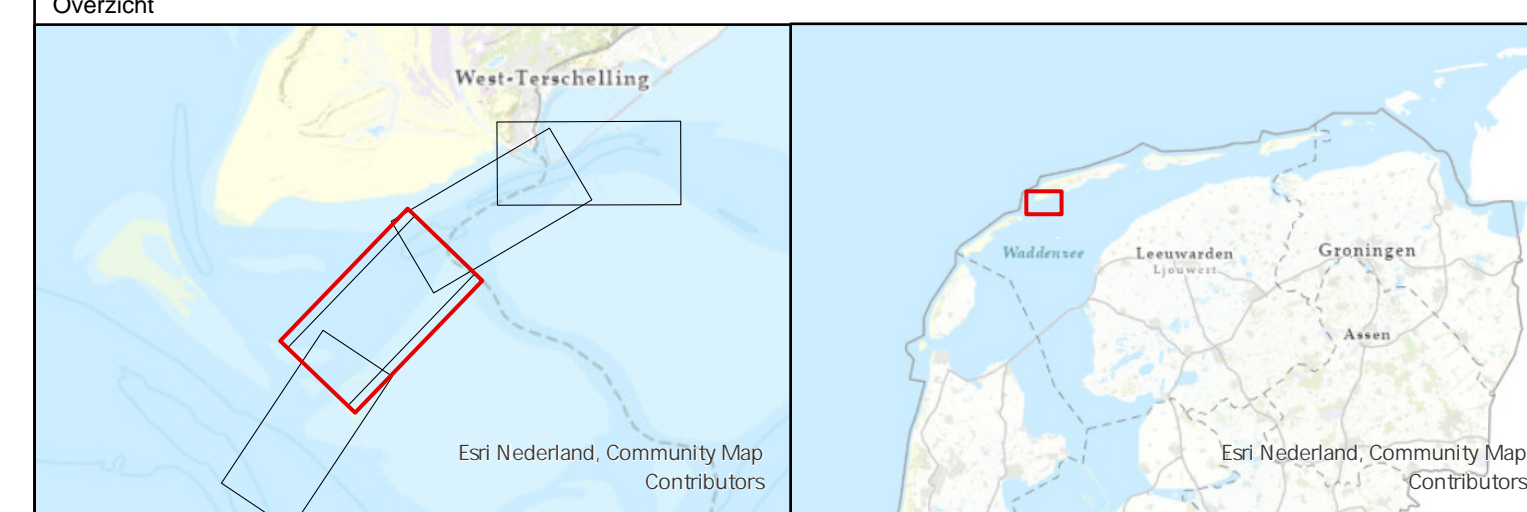 Overzicht
West-Terschelling
Esri Nederland, Community Map
Contributors
Waddenzee
Leeuwarden
Ljouwert
Groningen
Assen
Esri Nederland, Community Map
Contributors